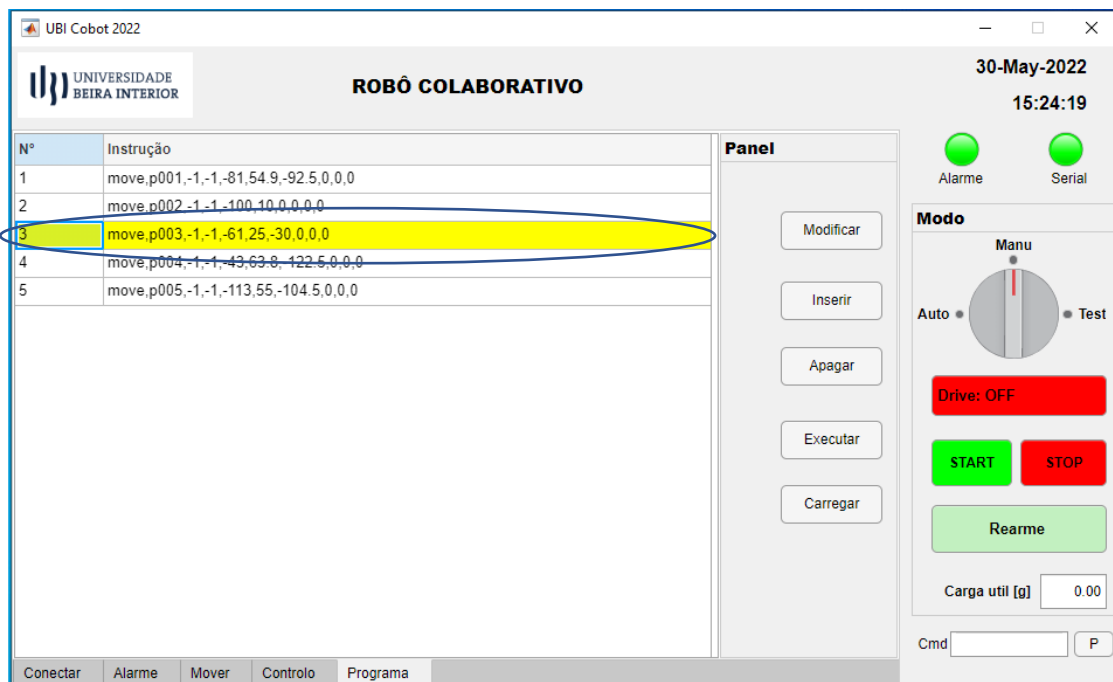 UBI Cobot 2022
UNIVERSIDADE
BEIRA INTERIOR
ROBÔ COLABORATIVO
30-May-2022
15:24:19
Alarme Serial
N° Instrução
1 move,p001,-1,-1,-81,54.9,-92.5,0,0,0
2 move,p002,-1,-1,-100,10,0,0,0,0
3 move,p003,-1,-1,-61,25,-30,0,0,0
4 move,p004,-1,-1,-43,63.8,-122.5,0,0,0
5 move,p005,-1,-1,-113,55,-104.5,0,0,0
Panel
Modificar
Inserir
Apagar
Executar
Carregar
Modo
Manu
Auto Test
Drive: OFF
START STOP
Rearme
Carga util [g] 0.00
Cmd P
Conectar Alarme Mover Controlo Programa